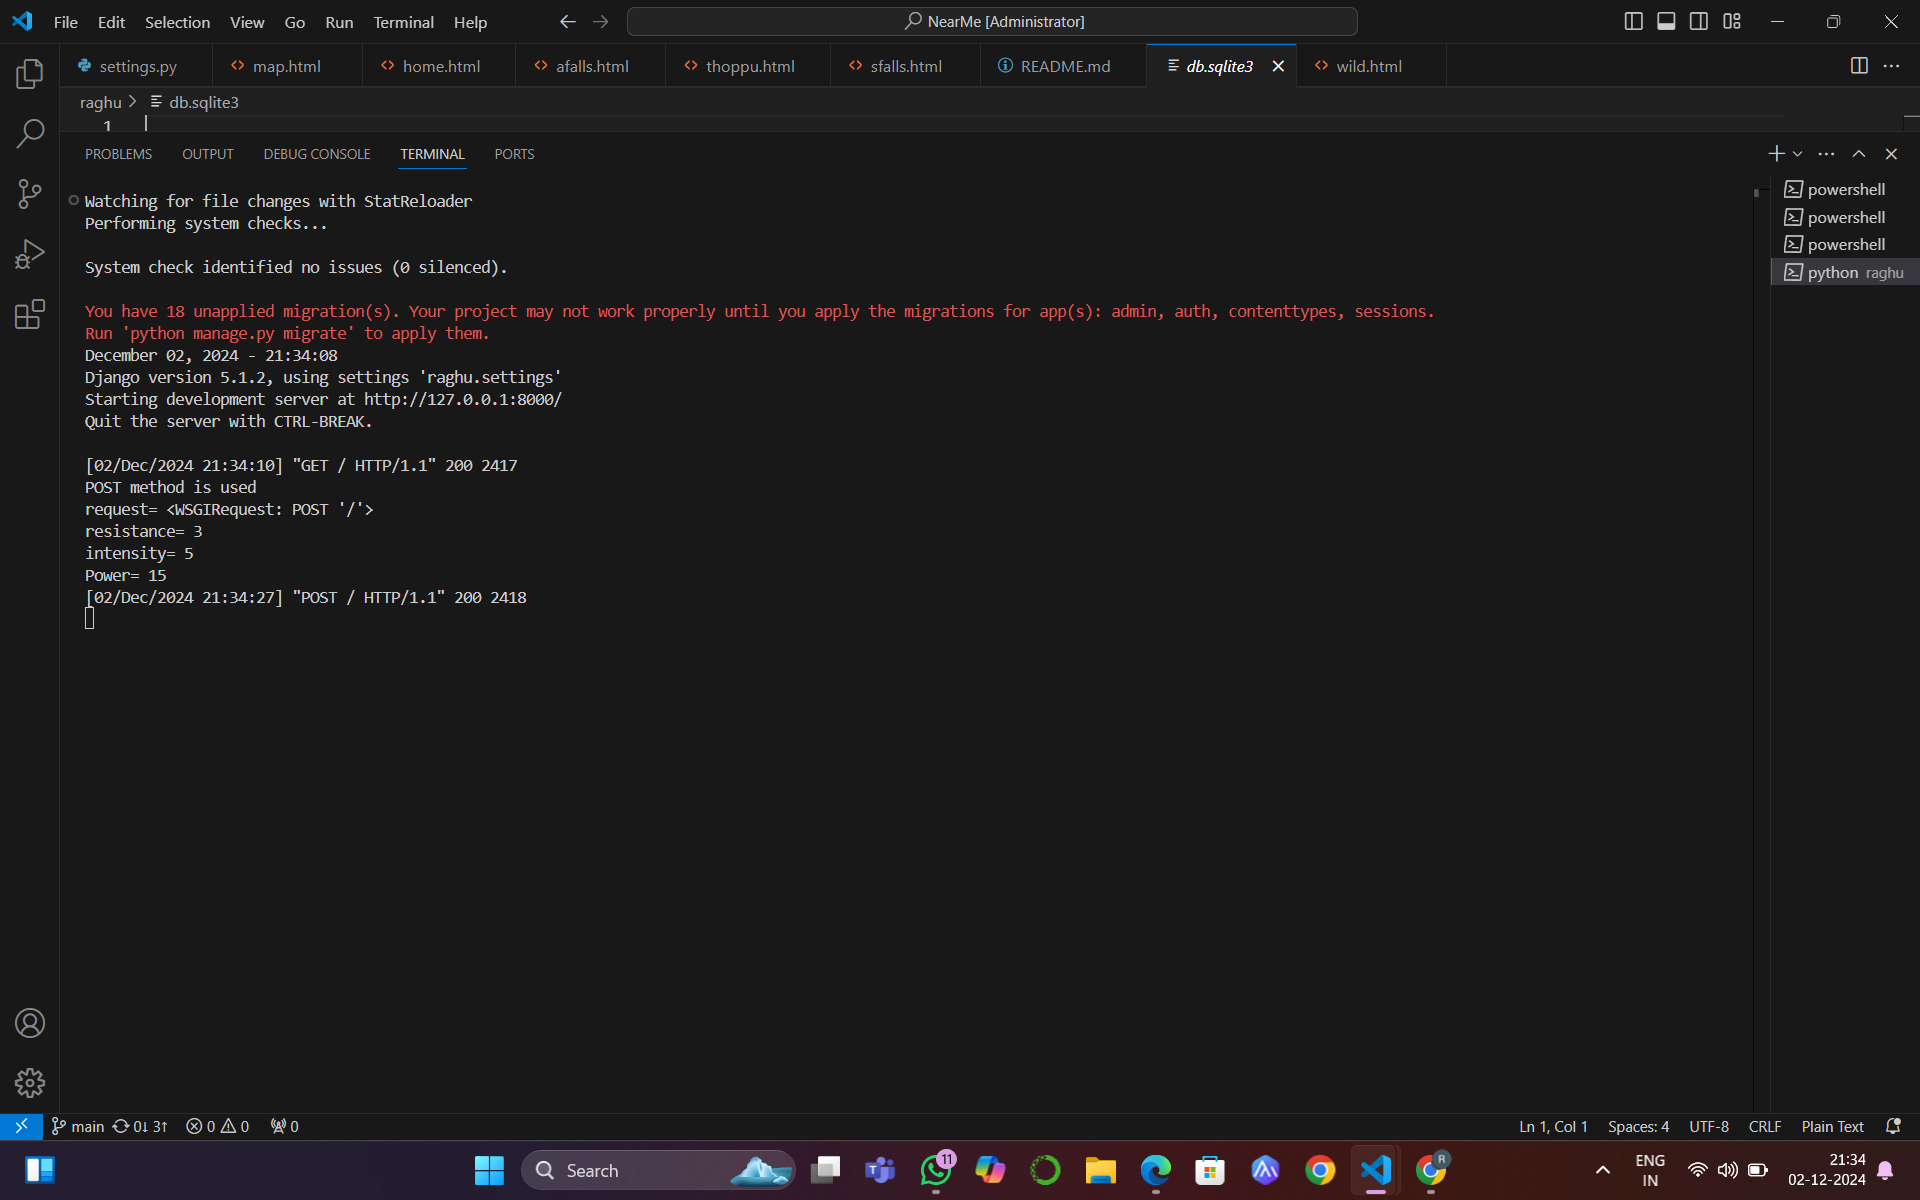 File Edit Selection View Go Run Terminal Help
NearMe [Administrator]
settings.py map.html home.html afalls.html thoppu.html sfalls.html README.md db.sqlite3 wild.html
raghu > db.sqlite3
1
PROBLEMS OUTPUT DEBUG CONSOLE TERMINAL PORTS
powershell
powershell
powershell
python raghu
Watching for file changes with StatReloader
Performing system checks...
System check identified no issues (0 silenced).
You have 18 unapplied migration(s). Your project may not work properly until you apply the migrations for app(s): admin, auth, contenttypes, sessions.
Run 'python manage.py migrate' to apply them.
December 02, 2024 - 21:34:08
Django version 5.1.2, using settings 'raghu.settings'
Starting development server at http://127.0.0.1:8000/
Quit the server with CTRL-BREAK.
[02/Dec/2024 21:34:10] "GET / HTTP/1.1" 200 2417
POST method is used
request= <WSGIRequest: POST '/'>
resistance= 3
intensity= 5
Power= 15
[02/Dec/2024 21:34:27] "POST / HTTP/1.1" 200 2418
main 0↓ 3↑ 0 0 0 Ln 1, Col 1 Spaces: 4 UTF-8 CRLF Plain Text
Search
11
R
ENG
IN
21:34
02-12-2024